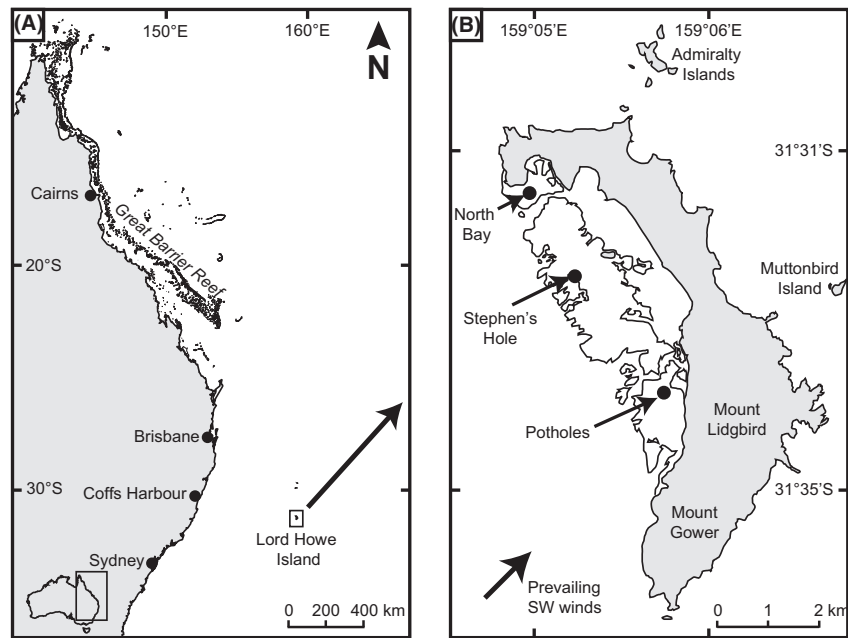 (A)
150°E
160°E
N
Cairns
Great Barrier Reef
20°S
Brisbane
Coffs Harbour
30°S
Sydney
Lord Howe
Island
0 200 400 km
(B)
159°05'E
159°06'E
Admiralty
Islands
31°31'S
North
Bay
Muttonbird
Island
Stephen's
Hole
Potholes
Mount
Lidgbird
31°35'S
Mount
Gower
Prevailing
SW winds
0 1 2 km